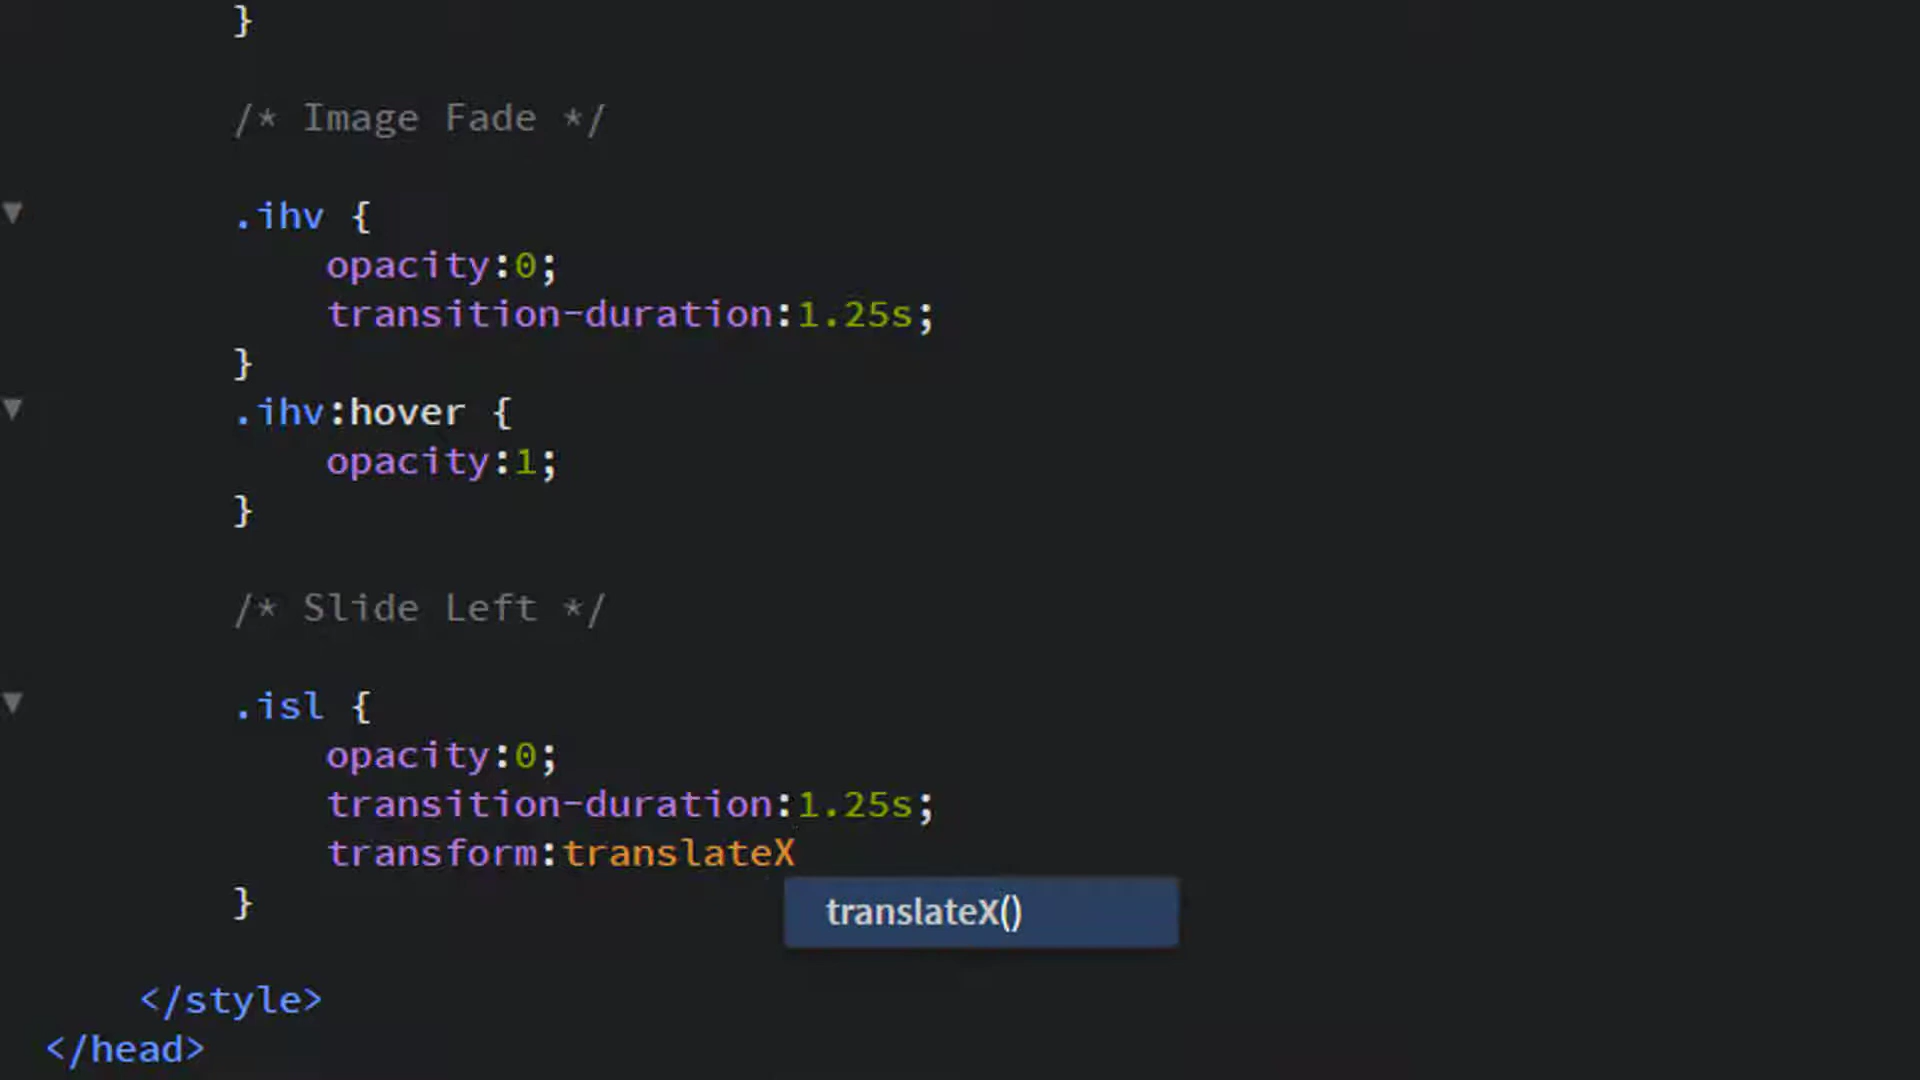 }
/* Image Fade */
.ihv {
opacity:0;
transition-duration:1.25s;
}
.ihv:hover {
opacity:1;
}
/* Slide Left */
.isl {
opacity:0;
transition-duration:1.25s;
transform:translateX
translateX()
}
</style>
</head>